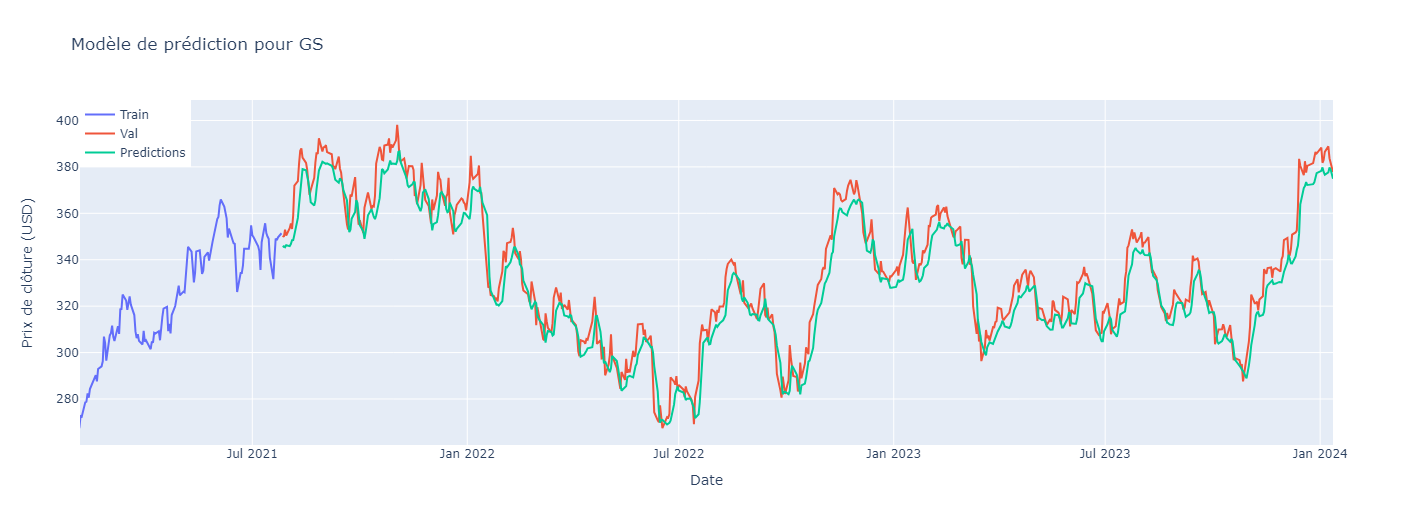 Modèle de prédiction pour GS
Train
Val
Predictions
400
380
360
340
320
300
280
Prix de clôture (USD)
Jul 2021
Jan 2022
Jul 2022
Jan 2023
Jul 2023
Jan 2024
Date